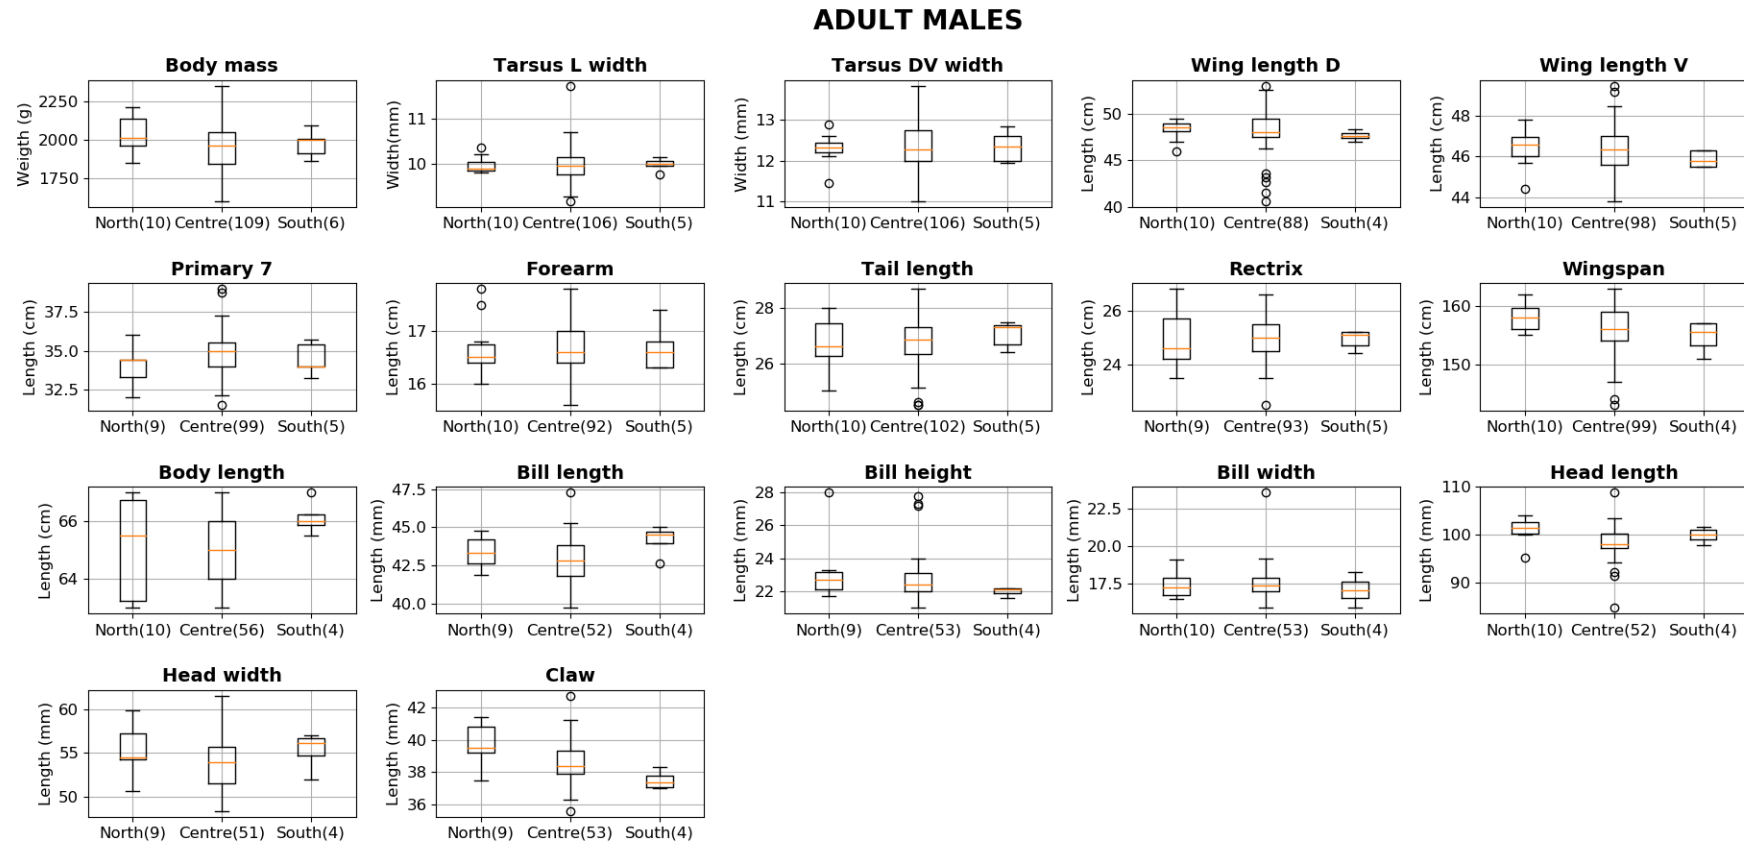 ADULT MALES
Body mass
Weigth (g)
2250
2000
1750
North(10) Centre(109) South(6)
Tarsus L width
Width(mm)
11
10
North(10) Centre(106) South(5)
Tarsus DV width
Width (mm)
13
12
11
North(10) Centre(106) South(5)
Wing length D
Length (cm)
50
45
40
North(10) Centre(88) South(4)
Wing length V
Length (cm)
48
46
44
North(10) Centre(98) South(5)
Primary 7
Length (cm)
37.5
35.0
32.5
North(9) Centre(99) South(5)
Forearm
Length (cm)
17
16
North(10) Centre(92) South(5)
Tail length
Length (cm)
28
26
North(10) Centre(102) South(5)
Rectrix
Length (cm)
26
24
North(9) Centre(93) South(5)
Wingspan
Length (cm)
160
150
North(10) Centre(99) South(4)
Body length
Length (cm)
66
64
North(10) Centre(56) South(4)
Bill length
Length (mm)
47.5
45.0
42.5
40.0
North(9) Centre(52) South(4)
Bill height
Length (mm)
28
26
24
22
North(9) Centre(53) South(4)
Bill width
Length (mm)
22.5
20.0
17.5
North(10) Centre(53) South(4)
Head length
Length (mm)
110
100
90
North(10) Centre(52) South(4)
Head width
Length (mm)
60
55
50
North(9) Centre(51) South(4)
Claw
Length (mm)
42
40
38
36
North(9) Centre(53) South(4)